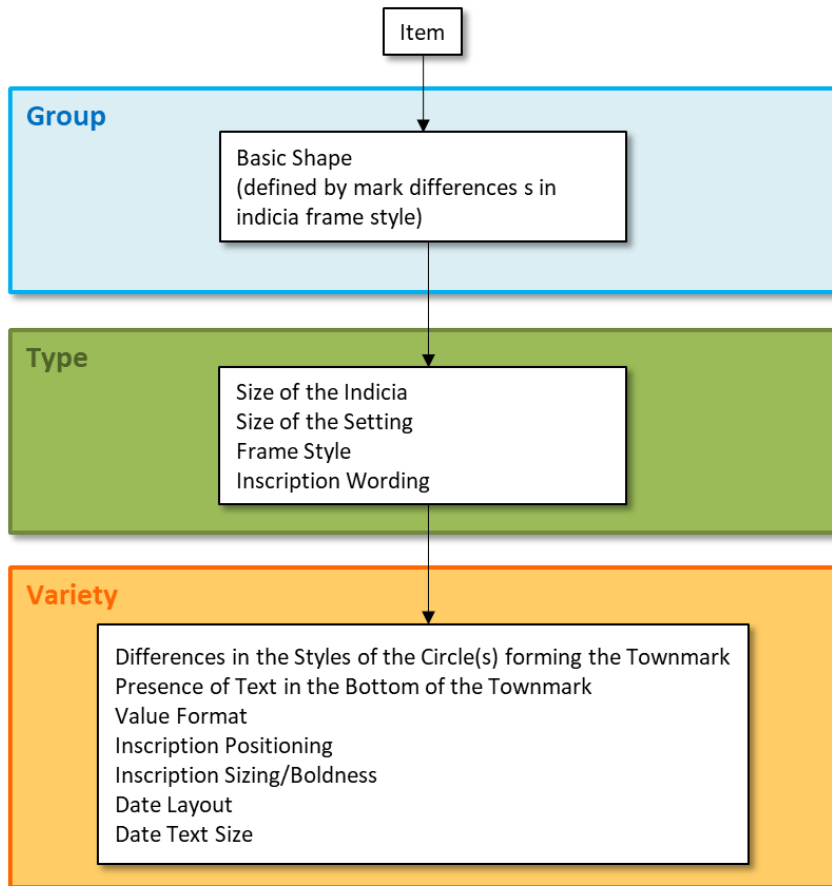 Item
Group
Basic Shape
(defined by mark differences s in
indicia frame style)
Type
Size of the Indicia
Size of the Setting
Frame Style
Inscription Wording
Variety
Differences in the Styles of the Circle(s) forming the Townmark
Presence of Text in the Bottom of the Townmark
Value Format
Inscription Positioning
Inscription Sizing/Boldness
Date Layout
Date Text Size